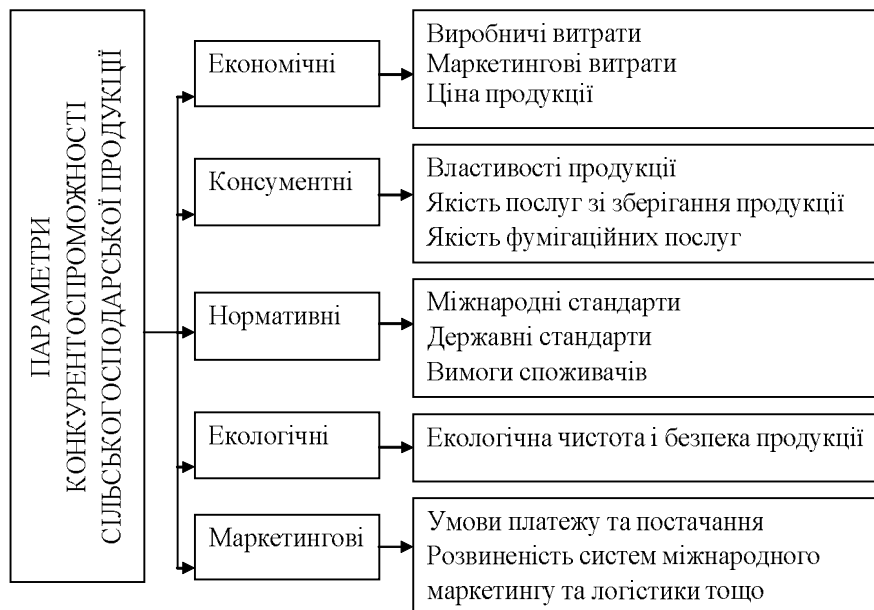 ПАРАМЕТРИ
КОНКУРЕНТОСПРОМОЖНОСТІ
СІЛЬСЬКОГОСПОДАРСЬКОЇ ПРОДУКЦІЇ
Економічні
Виробничі витрати
Маркетингові витрати
Ціна продукції
Консументні
Властивості продукції
Якість послуг зі зберігання продукції
Якість фумігаційних послуг
Нормативні
Міжнародні стандарти
Державні стандарти
Вимоги споживачів
Екологічні
Екологічна чистота і безпека продукції
Маркетингові
Умови платежу та постачання
Розвиненість систем міжнародного
маркетингу та логістики тощо